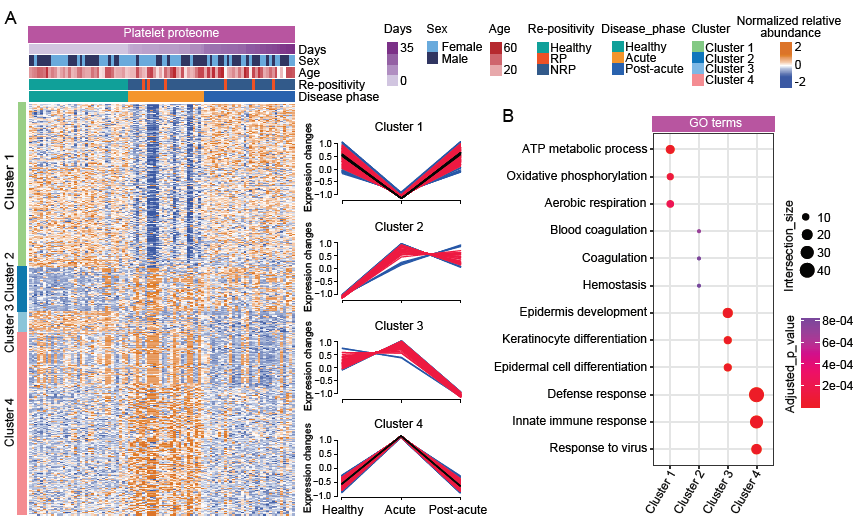 A
Platelet proteome
Days
Sex
Age
Re-positivity
Disease phase
Days
35
0
Sex
Female
Male
Age
60
20
Re-positivity
Healthy
RP
NRP
Disease_phase
Healthy
Acute
Post-acute
Cluster
Cluster 1
Cluster 2
Cluster 3
Cluster 4
Normalized relative
abundance
2
0
-2
Cluster 1
Cluster 2
Cluster 3
Cluster 4
Cluster 1
Expression changes
1.0
0.5
0.0
−0.5
−1.0
Cluster 2
Expression changes
1.0
0.5
0.0
−0.5
−1.0
Cluster 3
Expression changes
1.0
0.5
0.0
−0.5
−1.0
Cluster 4
Expression changes
1.0
0.5
0.0
−0.5
−1.0
Healthy Acute Post-acute
B
GO terms
ATP metabolic process
Oxidative phosphorylation
Aerobic respiration
Blood coagulation
Coagulation
Hemostasis
Epidermis development
Keratinocyte differentiation
Epidermal cell differentiation
Defense response
Innate immune response
Response to virus
Cluster 1
Cluster 2
Cluster 3
Cluster 4
Intersection_size
10
20
30
40
Adjusted_p_value
8e-04
6e-04
4e-04
2e-04